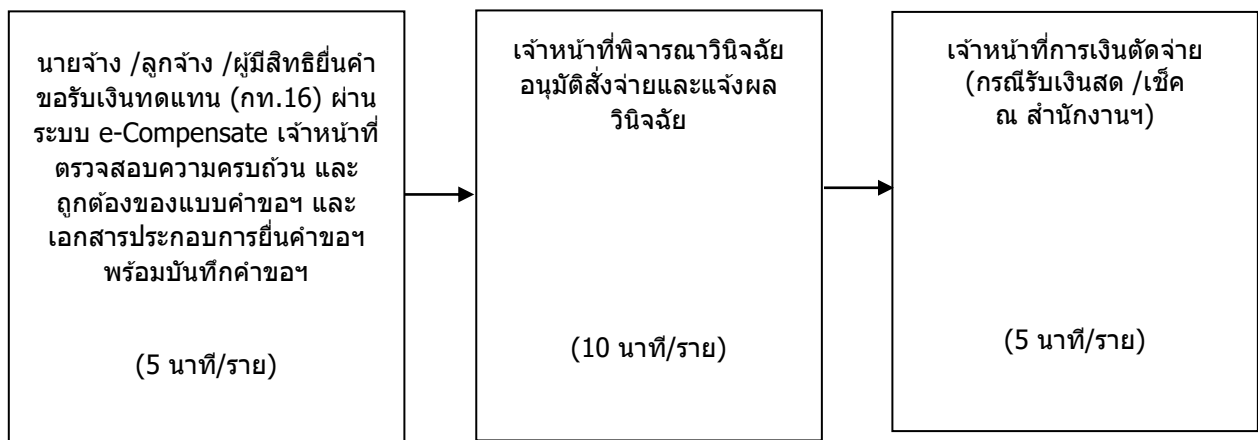 นายจ้าง /ลูกจ้าง /ผู้มีสิทธิยื่นคำ
ขอรับเงินทดแทน (กท.16) ผ่าน
ระบบ e-Compensate เจ้าหน้าที่
ตรวจสอบความครบถ้วน และ
ถูกต้องของแบบคำขอฯ และ
เอกสารประกอบการยื่นคำขอฯ
พร้อมบันทึกคำขอฯ
(5 นาที/ราย)
เจ้าหน้าที่พิจารณาวินิจฉัย
อนุมัติสั่งจ่ายและแจ้งผล
วินิจฉัย
(10 นาที/ราย)
เจ้าหน้าที่การเงินตัดจ่าย
(กรณีรับเงินสด /เช็ค
ณ สำนักงานฯ)
(5 นาที/ราย)